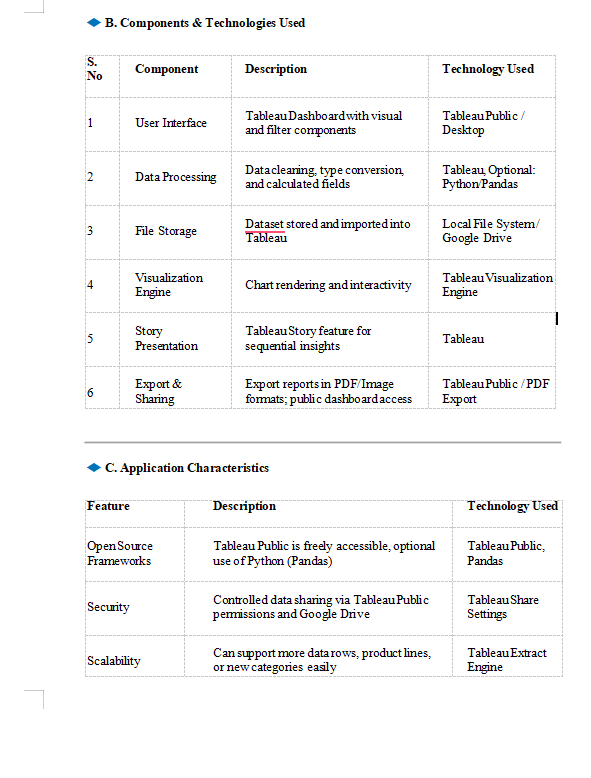 B. Components & Technologies Used
S. No Component Description Technology Used
1 User Interface Tableau Dashboard with visual and filter components Tableau Public / Desktop
2 Data Processing Data cleaning, type conversion, and calculated fields Tableau, Optional: Python/Pandas
3 File Storage Dataset stored and imported into Tableau Local File System / Google Drive
4 Visualization Engine Chart rendering and interactivity Tableau Visualization Engine
5 Story Presentation Tableau Story feature for sequential insights Tableau
6 Export & Sharing Export reports in PDF/Image formats; public dashboard access Tableau Public / PDF Export
C. Application Characteristics
Feature Description Technology Used
Open Source Frameworks Tableau Public is freely accessible, optional use of Python (Pandas) Tableau Public, Pandas
Security Controlled data sharing via Tableau Public permissions and Google Drive Tableau Share Settings
Scalability Can support more data rows, product lines, or new categories easily Tableau Extract Engine